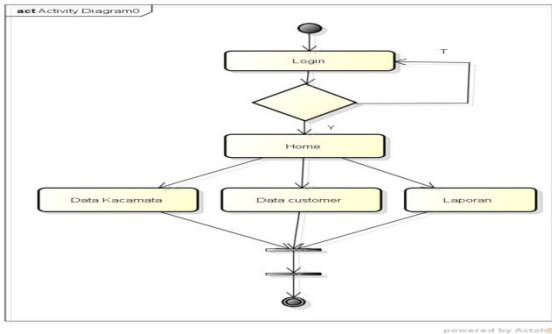 act Activity Diagram0
Login
T
Y
Home
Data Kacamata
Data customer
Laporan
powered by Astah